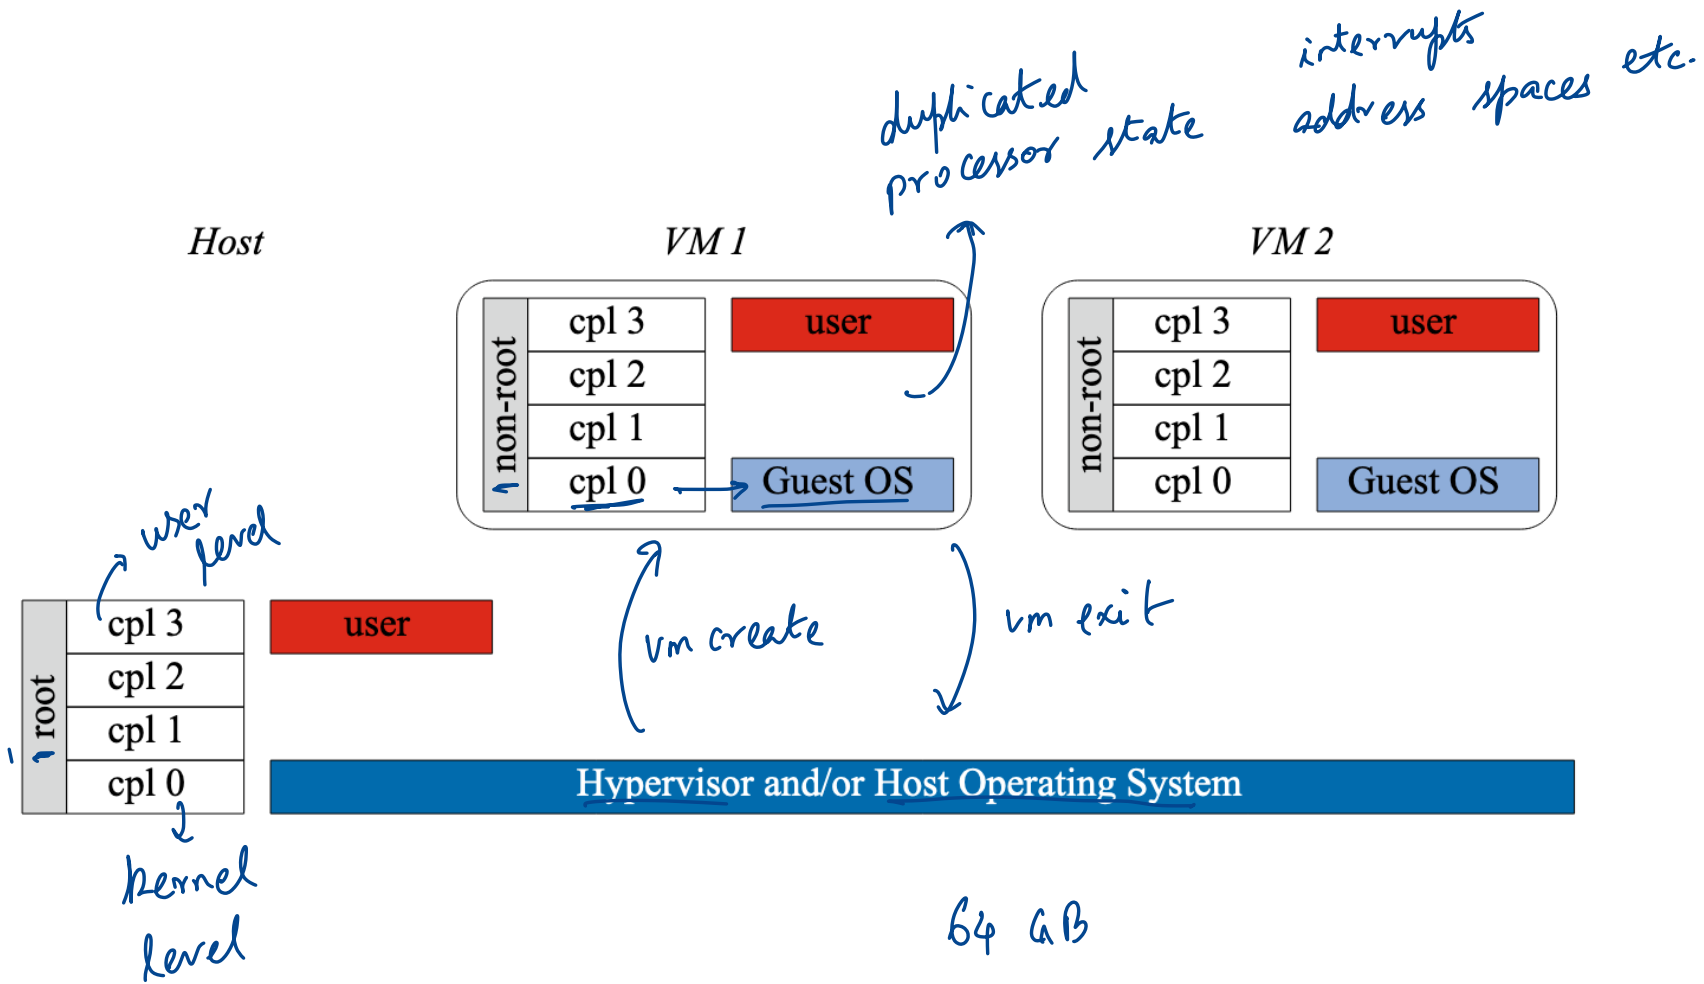 interrupts
duplicated
processor state address spaces etc.
Host VM 1 VM 2
non-root
cpl 3 user
cpl 2
cpl 1
cpl 0 Guest OS
non-root
cpl 3 user
cpl 2
cpl 1
cpl 0 Guest OS
user
level
root
cpl 3 user
cpl 2
cpl 1
cpl 0
vm create
vm exit
Hypervisor and/or Host Operating System
kernel
level
64 GB